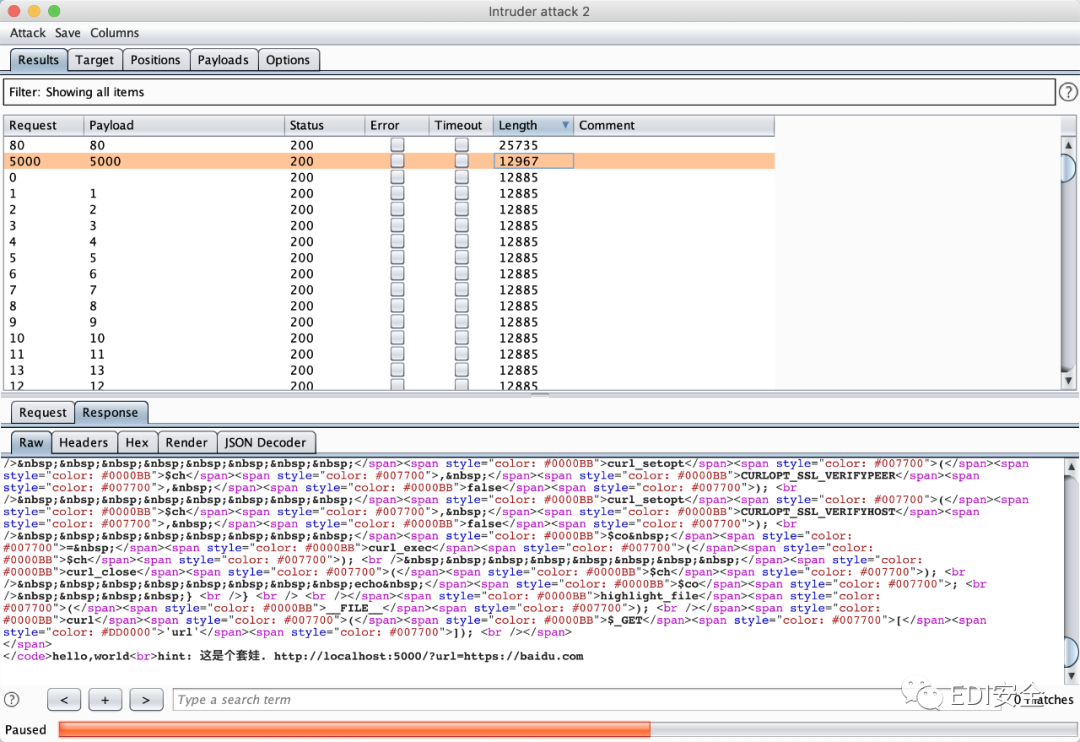 Intruder attack 2
Attack Save Columns
Results Target Positions Payloads Options
Filter: Showing all items ?
Request Payload Status Error Timeout Length Comment
80 80 200 25735
5000 5000 200 12967
0 200 12885
1 1 200 12885
2 2 200 12885
3 3 200 12885
4 4 200 12885
5 5 200 12885
6 6 200 12885
7 7 200 12885
8 8 200 12885
9 9 200 12885
10 10 200 12885
11 11 200 12885
13 13 200 12885
12 12 200 12885
Request Response
Raw Headers Hex Render JSON Decoder
/>&nbsp;&nbsp;&nbsp;&nbsp;&nbsp;&nbsp;&nbsp;&nbsp;</span><span style="color: #0000BB">curl_setopt</span><span style="color: #007700">(</span><span
style="color: #0000BB">$ch</span><span style="color: #007700">,&nbsp;</span><span style="color: #0000BB">CURLOPT_SSL_VERIFYPEER</span><span
style="color: #007700">,&nbsp;</span><span style="color: #0000BB">false</span><span style="color: #007700">); <br
/>&nbsp;&nbsp;&nbsp;&nbsp;&nbsp;&nbsp;&nbsp;&nbsp;</span><span style="color: #0000BB">curl_setopt</span><span style="color: #007700">(</span><span
style="color: #0000BB">$ch</span><span style="color: #007700">,&nbsp;</span><span style="color: #0000BB">CURLOPT_SSL_VERIFYHOST</span><span
style="color: #007700">,&nbsp;</span><span style="color: #0000BB">false</span><span style="color: #007700">); <br
/>&nbsp;&nbsp;&nbsp;&nbsp;&nbsp;&nbsp;&nbsp;&nbsp;</span><span style="color: #0000BB">$co&nbsp;</span><span style="color:
#007700">=&nbsp;</span><span style="color: #0000BB">curl_exec</span><span style="color: #007700">(</span><span style="color:
#0000BB">$ch</span><span style="color: #007700">); <br />&nbsp;&nbsp;&nbsp;&nbsp;&nbsp;&nbsp;&nbsp;&nbsp;</span><span style="color:
#0000BB">curl_close</span><span style="color: #007700">(</span><span style="color: #0000BB">$ch</span><span style="color: #007700">); <br
/>&nbsp;&nbsp;&nbsp;&nbsp;&nbsp;&nbsp;&nbsp;&nbsp;echo&nbsp;</span><span style="color: #0000BB">$co</span><span style="color: #007700">; <br
/>&nbsp;&nbsp;&nbsp;&nbsp;} <br />} <br /> <br /></span><span style="color: #0000BB">highlight_file</span><span style="color:
#007700">(</span><span style="color: #0000BB">__FILE__</span><span style="color: #007700">); <br /></span><span style="color:
#0000BB">curl</span><span style="color: #007700">(</span><span style="color: #0000BB">$_GET</span><span style="color: #007700">[</span><span
style="color: #DD0000">'url'</span><span style="color: #007700">]); <br /></span>
</span>
</code>hello,world<br>hint: 这是个套娃. http://localhost:5000/?url=https://baidu.com
? < + > Type a search term 0 matches
EDI安全
Paused